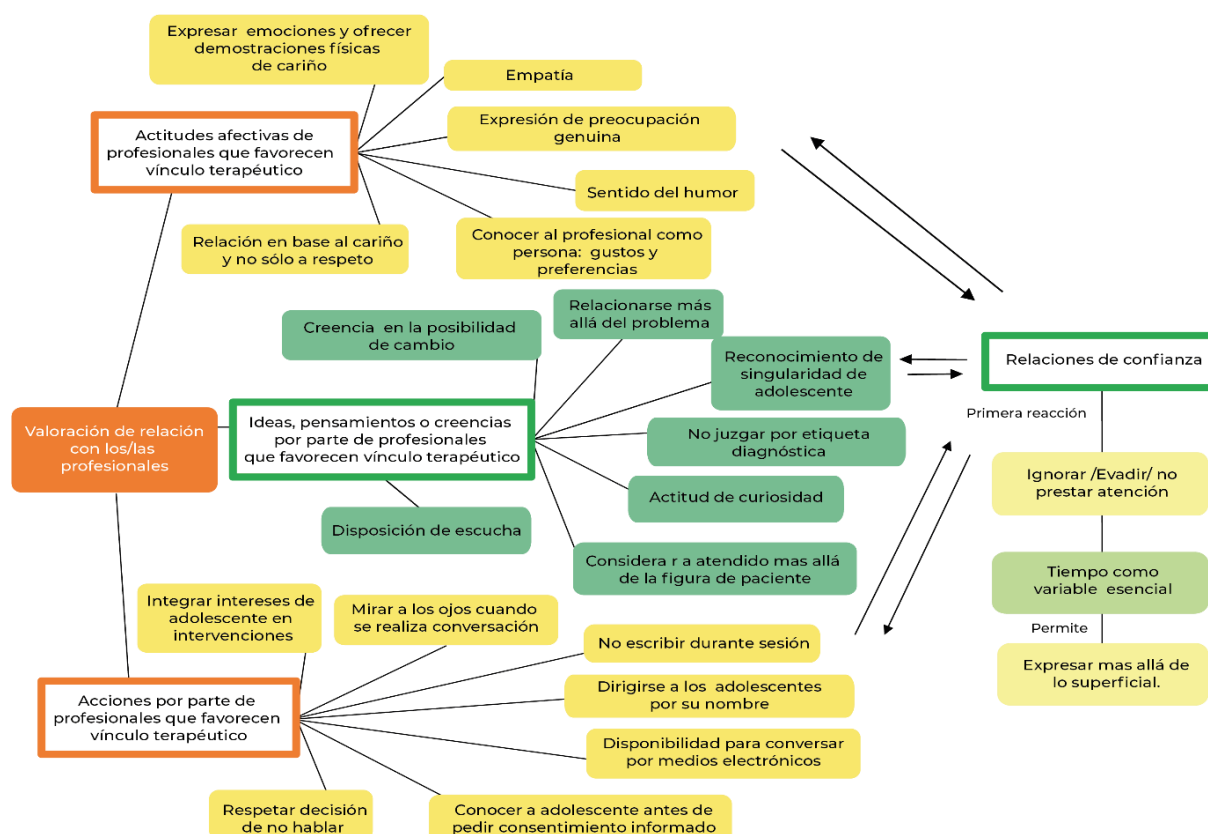 Expresar emociones y ofrecer
demostraciones físicas
de cariño
Empatía
Actitudes afectivas de
profesionales que favorecen
vínculo terapéutico
Expresión de preocupación
genuina
Sentido del humor
Relación en base al cariño
y no sólo a respeto
Conocer al profesional como
persona: gustos y
preferencias
Creencia en la posibilidad
de cambio
Relacionarse más
allá del problema
Reconocimiento de
singularidad de
adolescente
Valoración de relación
con los/las
profesionales
Ideas, pensamientos o creencias
por parte de profesionales
que favorecen vínculo terapéutico
No juzgar por etiqueta
diagnóstica
Actitud de curiosidad
Disposición de escucha
Considera r a atendido mas allá
de la figura de paciente
Relaciones de confianza
Primera reacción
Ignorar /Evadir/ no
prestar atención
Tiempo como
variable esencial
Permite
Expresar mas allá de
lo superficial.
Integrar intereses de
adolescente en
intervenciones
Mirar a los ojos cuando
se realiza conversación
No escribir durante sesión
Acciones por parte de
profesionales que favorecen
vínculo terapéutico
Dirigirse a los adolescentes
por su nombre
Disponibilidad para conversar
por medios electrónicos
Respetar decisión
de no hablar
Conocer a adolescente antes de
pedir consentimiento informado